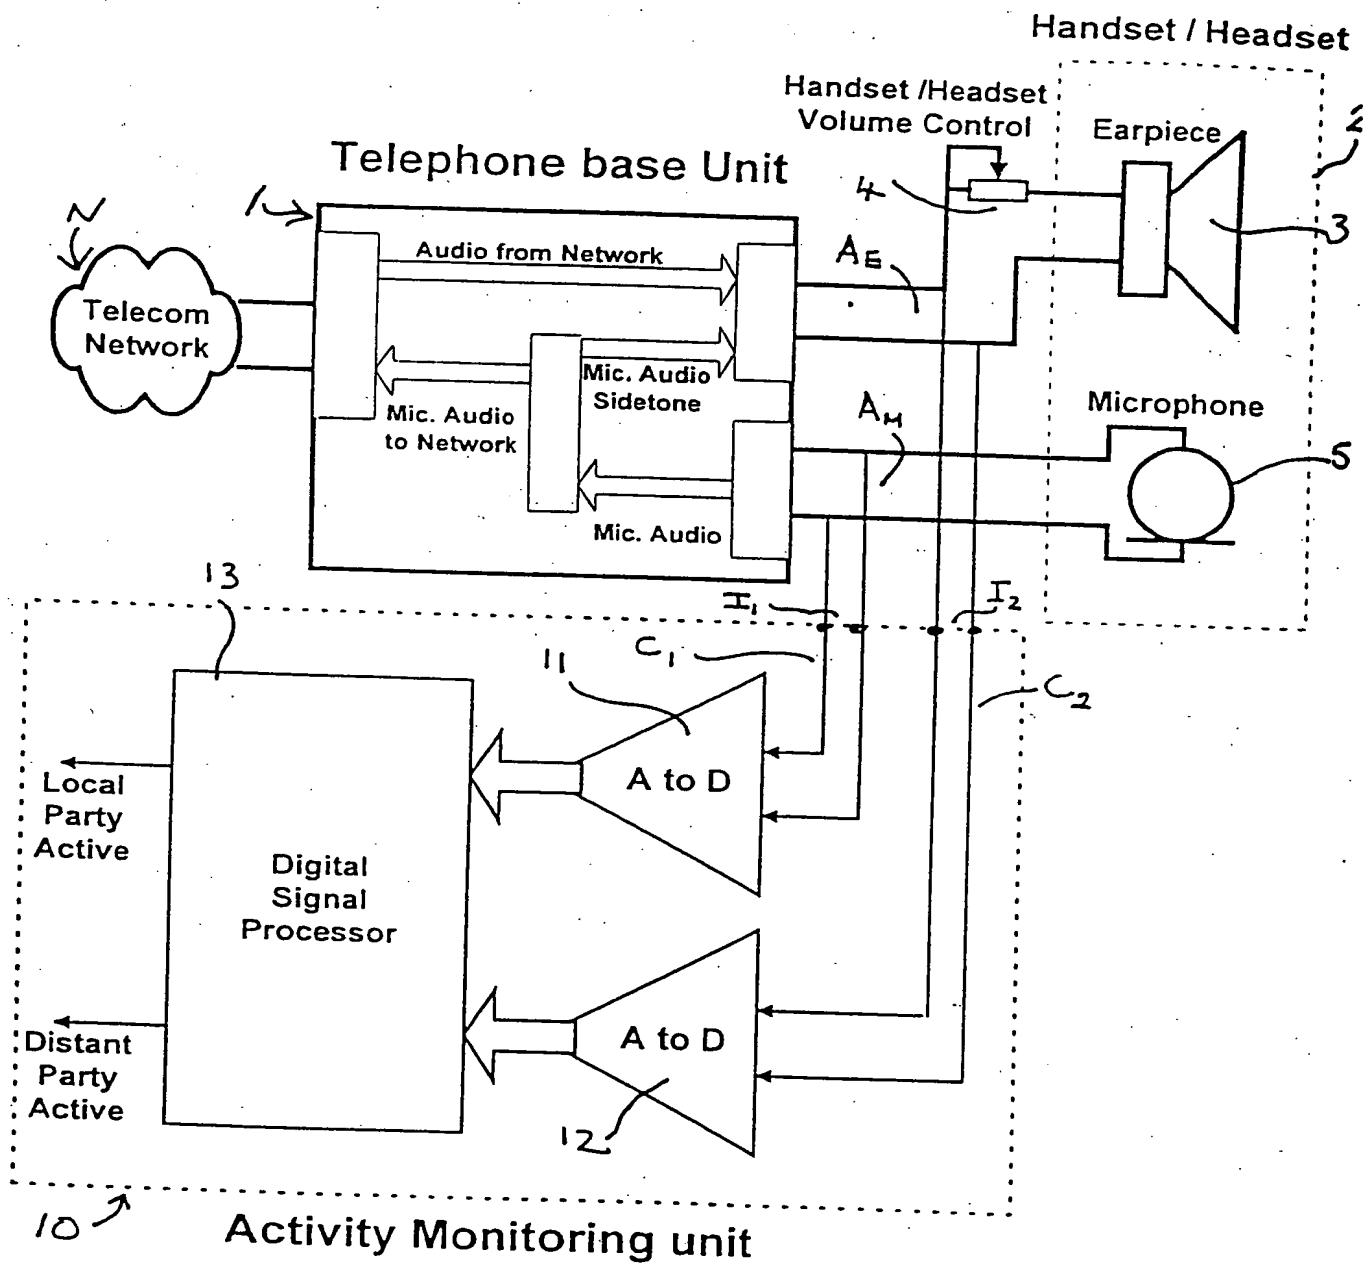 Handset / Headset
Handset /Headset
Volume Control
Earpiece
2
Telephone base Unit
4
3
N
1
Audio from Network
A_E
Telecom
Network
Mic. Audio
Sidetone
Mic. Audio
to Network
A_M
Microphone
5
Mic. Audio
13
I_1
I_2
C_1
11
C_2
A to D
Local
Party
Active
Digital
Signal
Processor
A to D
Distant
Party
Active
12
10
Activity Monitoring unit